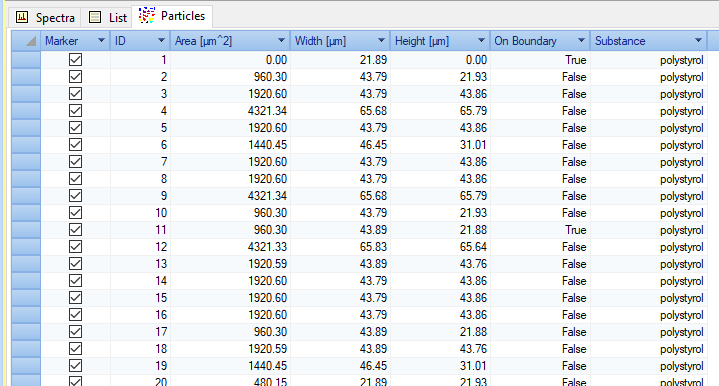 Spectra List Particles
Marker ID Area [µm^2] Width [µm] Height [µm] On Boundary Substance
1 0.00 21.89 0.00 True polystyrol
2 960.30 43.79 21.93 False polystyrol
3 1920.60 43.79 43.86 False polystyrol
4 4321.34 65.68 65.79 False polystyrol
5 1920.60 43.79 43.86 False polystyrol
6 1440.45 46.45 31.01 False polystyrol
7 1920.60 43.79 43.86 False polystyrol
8 1920.60 43.79 43.86 False polystyrol
9 4321.34 65.68 65.79 False polystyrol
10 960.30 43.79 21.93 False polystyrol
11 960.30 43.89 21.88 True polystyrol
12 4321.33 65.83 65.64 False polystyrol
13 1920.59 43.89 43.76 False polystyrol
14 1920.60 43.79 43.86 False polystyrol
15 1920.60 43.79 43.86 False polystyrol
16 1920.60 43.79 43.86 False polystyrol
17 960.30 43.89 21.88 False polystyrol
18 1920.59 43.89 43.76 False polystyrol
19 1440.45 46.45 31.01 False polystyrol
20 480.15 21.89 21.93 False polystyrol